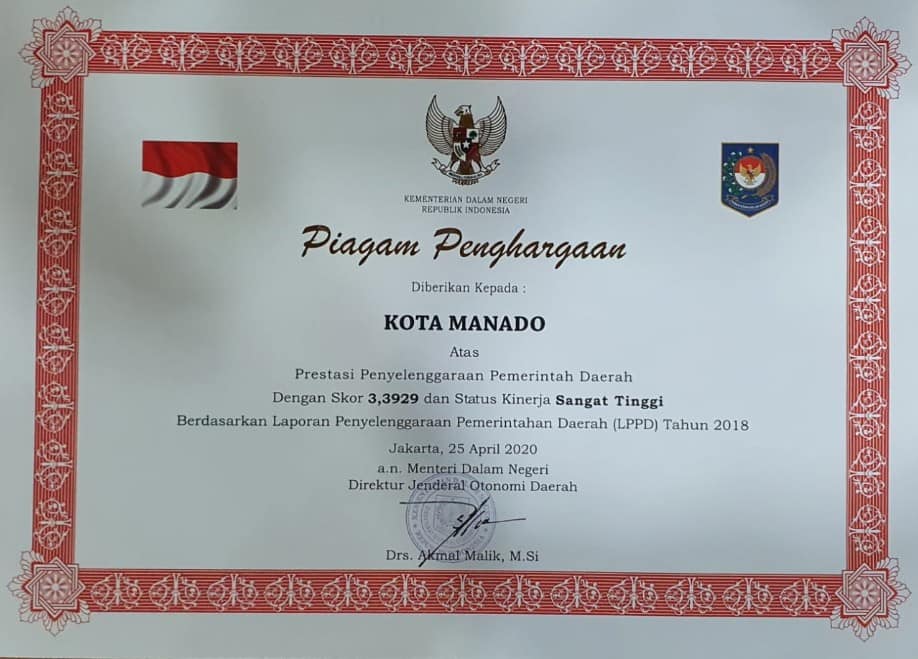 KEMENTERIAN DALAM NEGERI
REPUBLIK INDONESIA
Piagam Penghargaan
Diberikan Kepada :
KOTA MANADO
Atas
Prestasi Penyelenggaraan Pemerintah Daerah
Dengan Skor 3,3929 dan Status Kinerja Sangat Tinggi
Berdasarkan Laporan Penyelenggaraan Pemerintahan Daerah (LPPD) Tahun 2018
Jakarta, 25 April 2020
a.n. Menteri Dalam Negeri
Direktur Jenderal Otonomi Daerah
Drs. Akmal Malik, M.Si